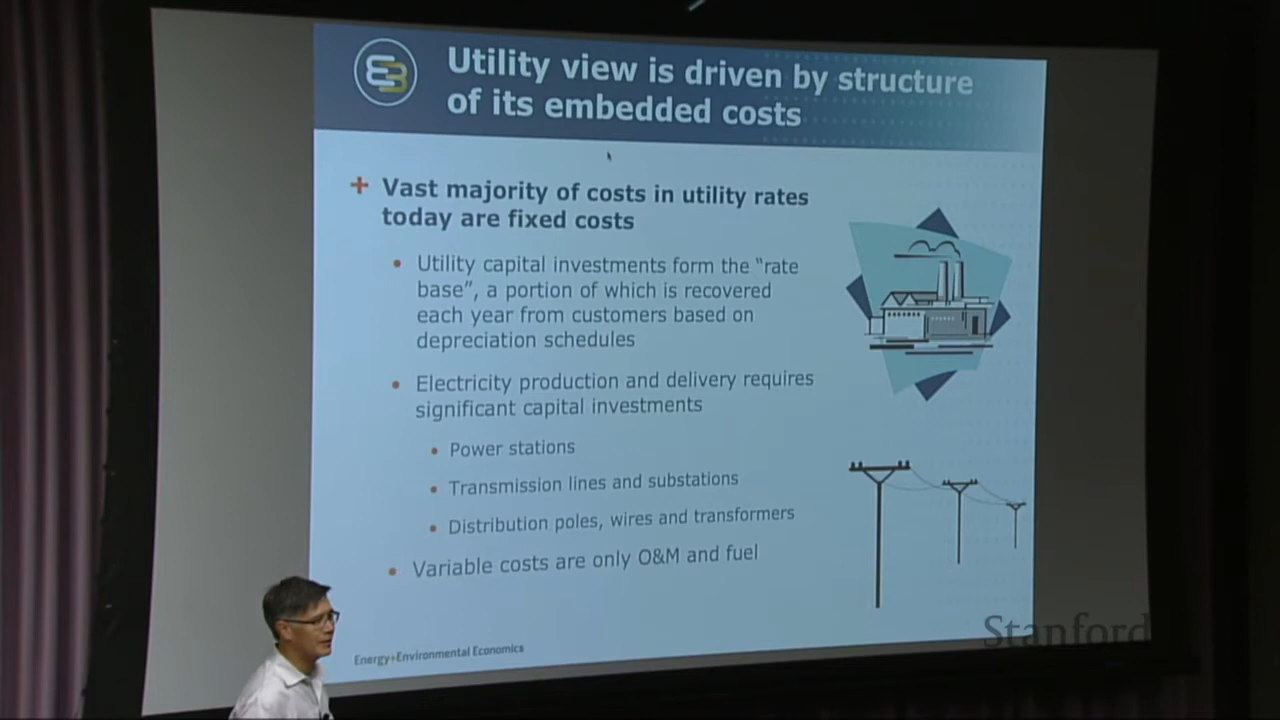 Utility view is driven by structure
of its embedded costs
+ Vast majority of costs in utility rates
today are fixed costs
• Utility capital investments form the "rate
base", a portion of which is recovered
each year from customers based on
depreciation schedules
• Electricity production and delivery requires
significant capital investments
• Power stations
• Transmission lines and substations
• Distribution poles, wires and transformers
• Variable costs are only O&M and fuel
Energy+Environmental Economics
Stanford